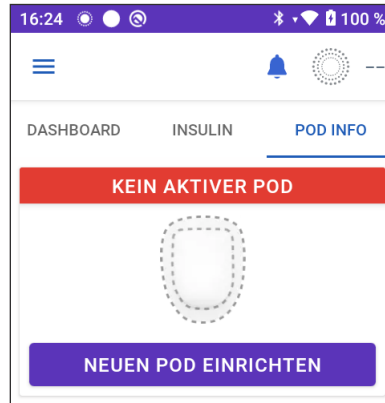 16:24 100 %
--
DASHBOARD INSULIN POD INFO
KEIN AKTIVER POD
NEUEN POD EINRICHTEN